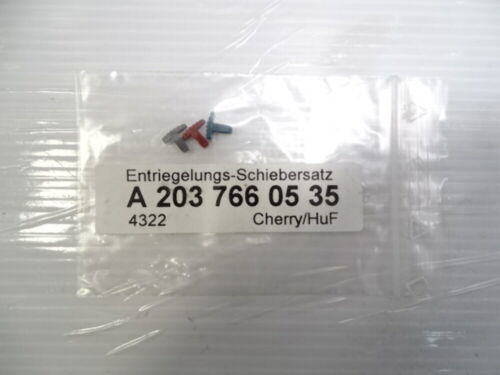 Entriegelungs-Schiebersatz
A 203 766 05 35
4322 Cherry/HuF